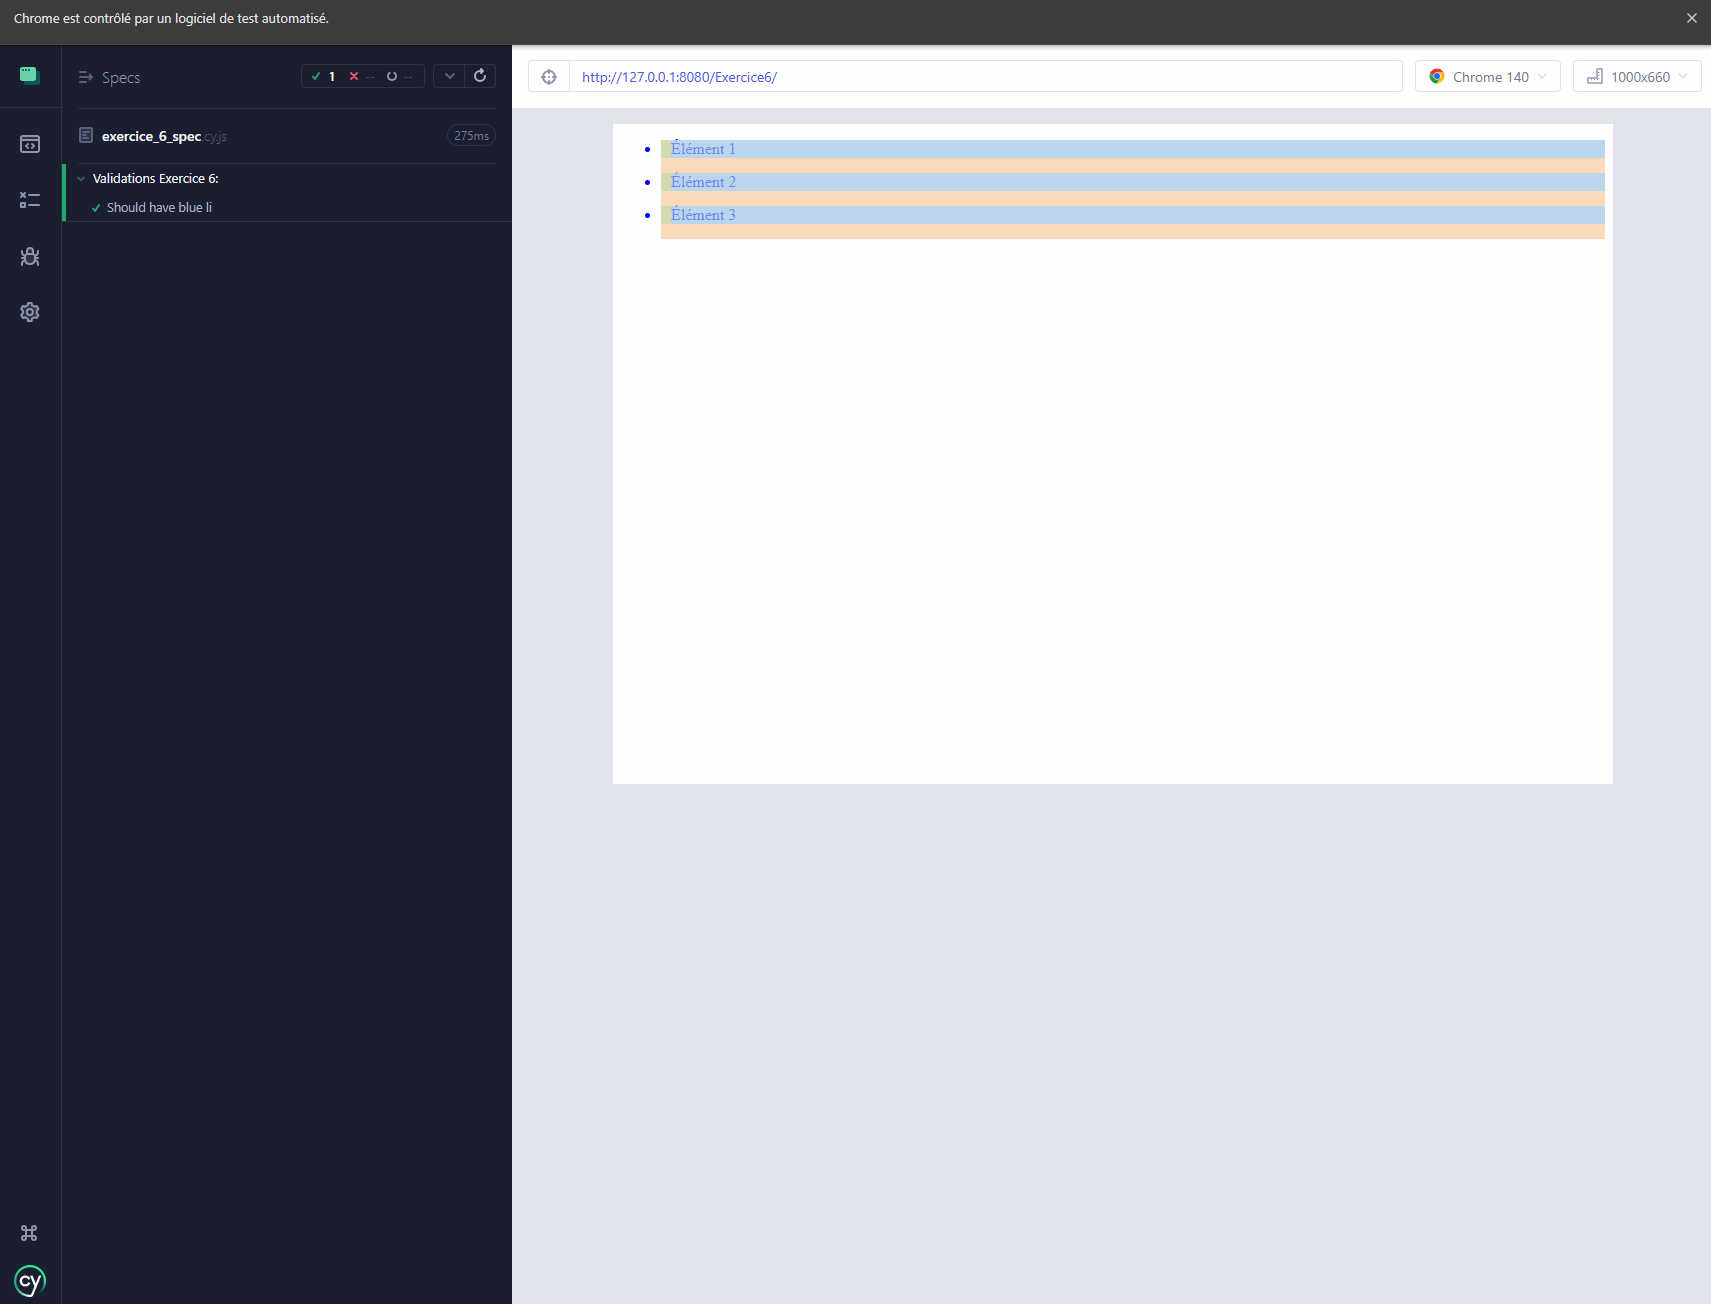 Chrome est contrôlé par un logiciel de test automatisé.
Specs
1 -- --
http://127.0.0.1:8080/Exercice6/
Chrome 140
1000x660
exercice_6_spec.cy.js
275ms
Validations Exercice 6:
Should have blue li
Élément 1
Élément 2
Élément 3
cy